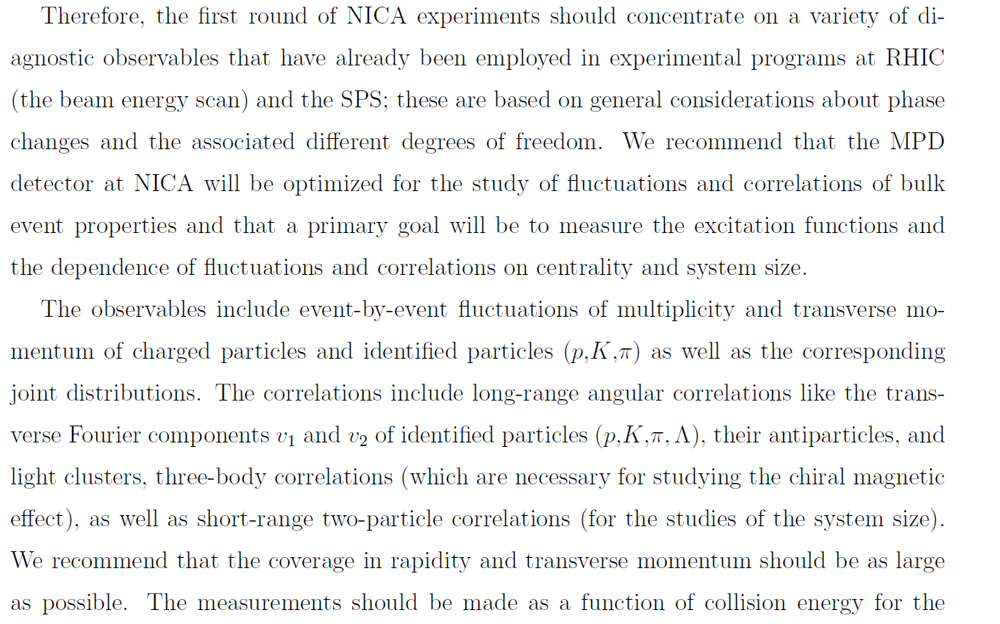 Therefore, the first round of NICA experiments should concentrate on a variety of di-
agnostic observables that have already been employed in experimental programs at RHIC
(the beam energy scan) and the SPS; these are based on general considerations about phase
changes and the associated different degrees of freedom. We recommend that the MPD
detector at NICA will be optimized for the study of fluctuations and correlations of bulk
event properties and that a primary goal will be to measure the excitation functions and
the dependence of fluctuations and correlations on centrality and system size.
The observables include event-by-event fluctuations of multiplicity and transverse mo-
mentum of charged particles and identified particles (p,K,π) as well as the corresponding
joint distributions. The correlations include long-range angular correlations like the trans-
verse Fourier components v₁ and v₂ of identified particles (p,K,π, Λ), their antiparticles, and
light clusters, three-body correlations (which are necessary for studying the chiral magnetic
effect), as well as short-range two-particle correlations (for the studies of the system size).
We recommend that the coverage in rapidity and transverse momentum should be as large
as possible. The measurements should be made as a function of collision energy for the